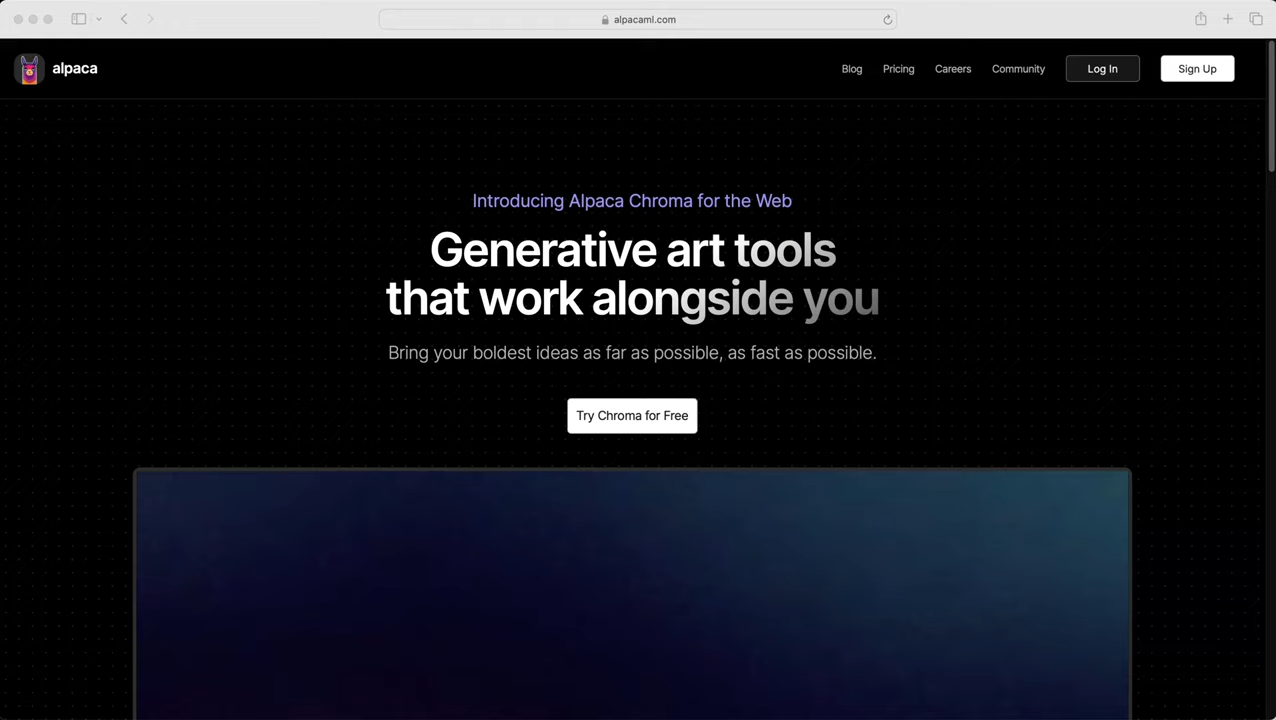 alpacaml.com
alpaca
Blog
Pricing
Careers
Community
Log In
Sign Up
Introducing Alpaca Chroma for the Web
Generative art tools
that work alongside you
Bring your boldest ideas as far as possible, as fast as possible.
Try Chroma for Free